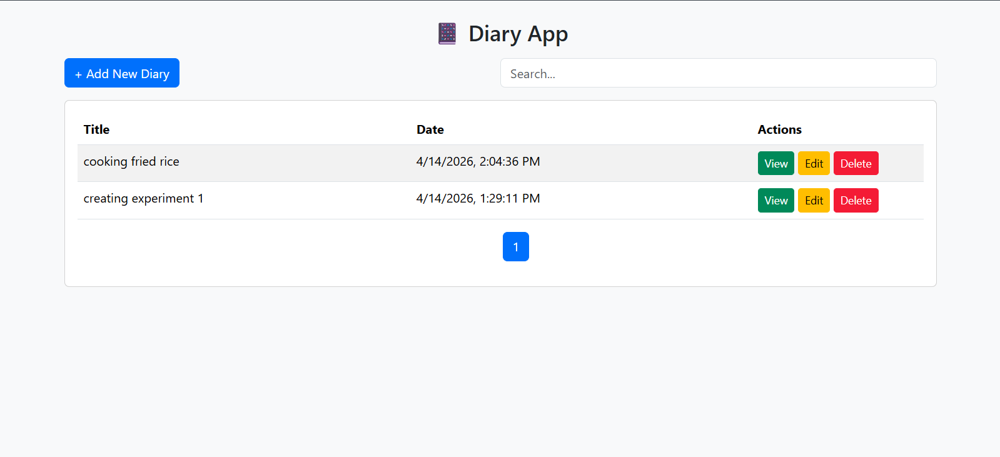 Diary App
+ Add New Diary
Search...
Title Date Actions
cooking fried rice 4/14/2026, 2:04:36 PM View Edit Delete
creating experiment 1 4/14/2026, 1:29:11 PM View Edit Delete
1